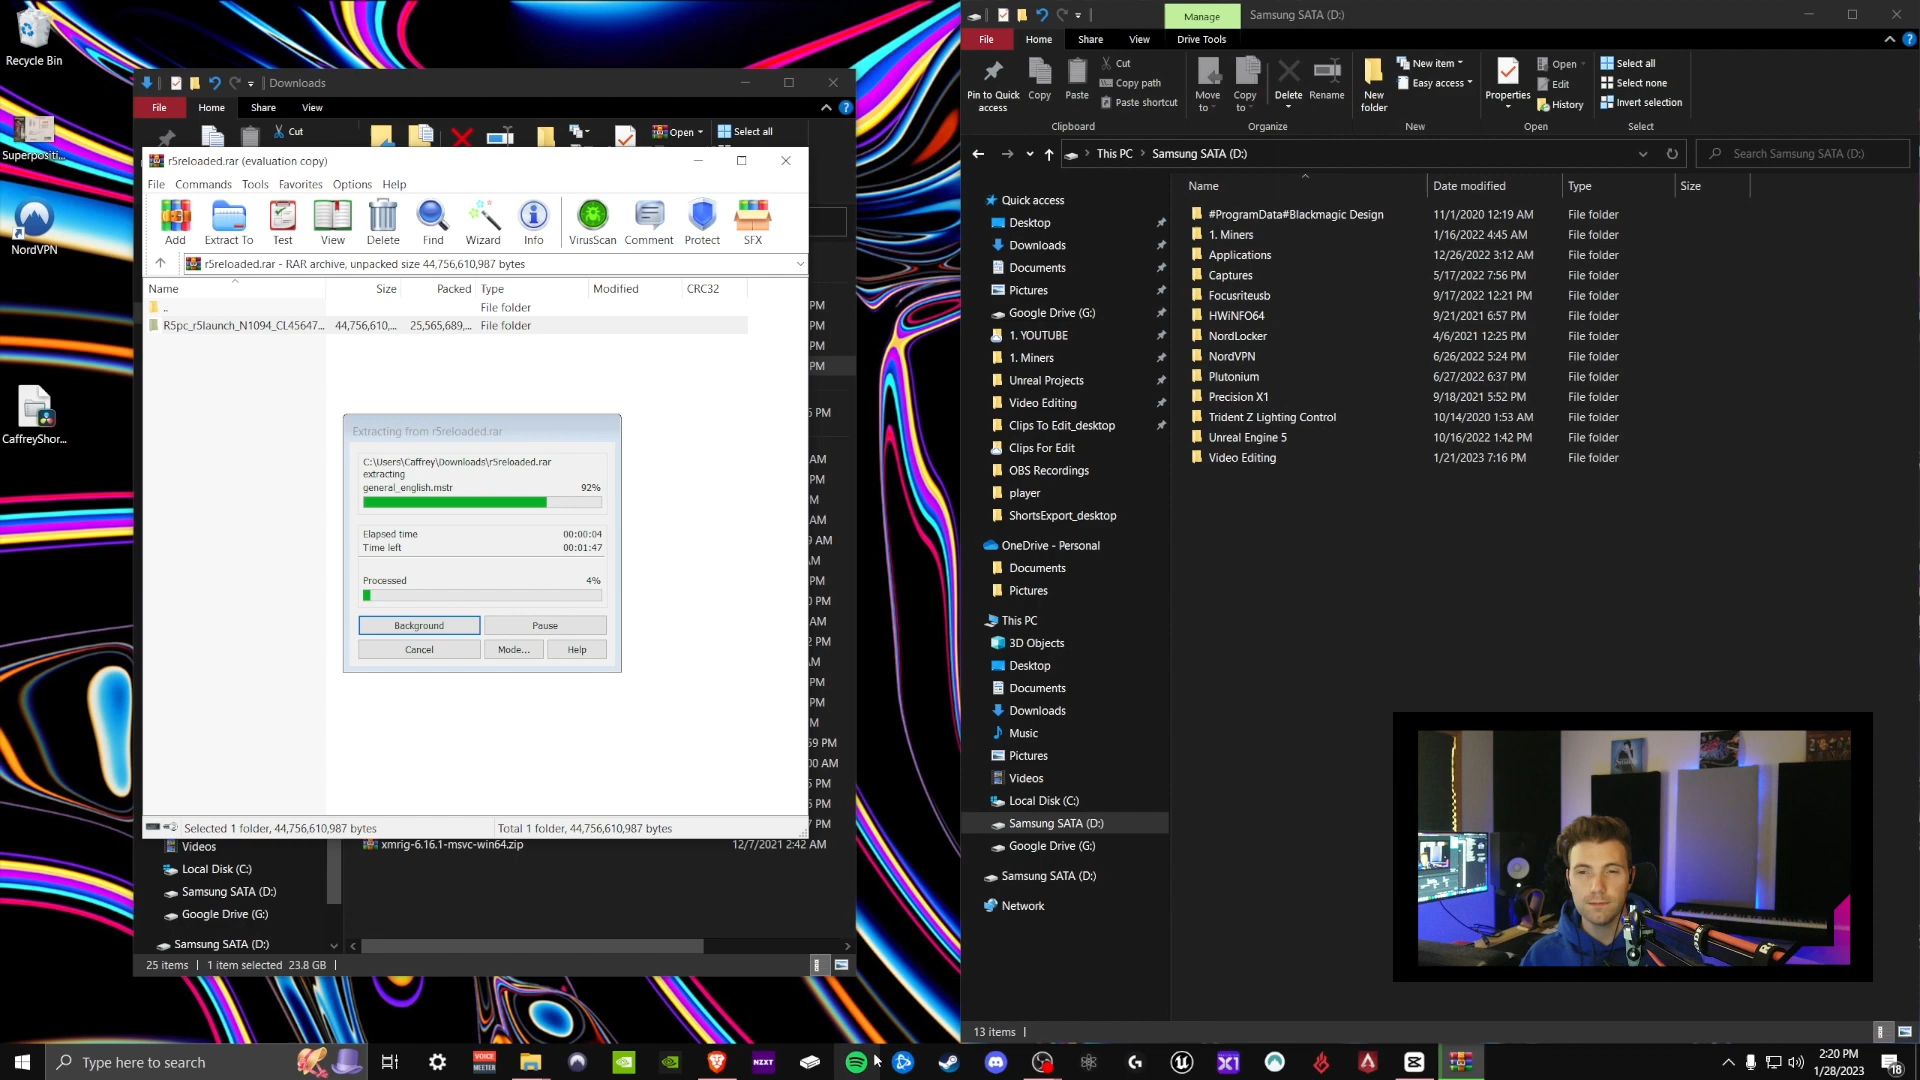 Recycle Bin
Superpositi...
NordVPN
CaffreyShor...
Downloads
File
Home
Share
View
Cut
Open
Select all
r5reloaded.rar (evaluation copy)
File
Commands
Tools
Favorites
Options
Help
Add
Extract To
Test
View
Delete
Find
Wizard
Info
VirusScan
Comment
Protect
SFX
r5reloaded.rar - RAR archive, unpacked size 44,756,610,987 bytes
Name
Size
Packed
Type
Modified
CRC32
..
File folder
R5pc_r5launch_N1094_CL45647...
44,756,610,...
25,565,689,...
File folder
Extracting from r5reloaded.rar
C:\Users\Caffrey\Downloads\r5reloaded.rar
extracting
general_english.mstr
92%
Elapsed time
00:00:04
Time left
00:01:47
Processed
4%
Background
Pause
Cancel
Mode...
Help
Selected 1 folder, 44,756,610,987 bytes
Total 1 folder, 44,756,610,987 bytes
xmrig-6.16.1-msvc-win64.zip
12/7/2021 2:42 AM
Videos
Local Disk (C:)
Samsung SATA (D:)
Google Drive (G:)
Samsung SATA (D:)
25 items
1 item selected 23.8 GB
Manage
Samsung SATA (D:)
File
Home
Share
View
Drive Tools
Pin to Quick access
Copy
Paste
Cut
Copy path
Paste shortcut
Clipboard
Move to
Copy to
Delete
Rename
Organize
New folder
New item
Easy access
New
Properties
Open
Edit
History
Open
Select all
Select none
Invert selection
Select
This PC
Samsung SATA (D:)
Search Samsung SATA (D:)
Quick access
Desktop
Downloads
Documents
Pictures
Google Drive (G:)
1. YOUTUBE
1. Miners
Unreal Projects
Video Editing
Clips To Edit_desktop
Clips For Edit
OBS Recordings
player
ShortsExport_desktop
OneDrive - Personal
Documents
Pictures
This PC
3D Objects
Desktop
Documents
Downloads
Music
Pictures
Videos
Local Disk (C:)
Samsung SATA (D:)
Google Drive (G:)
Samsung SATA (D:)
Network
Name
Date modified
Type
Size
#ProgramData#Blackmagic Design
11/1/2020 12:19 AM
File folder
1. Miners
1/16/2022 4:45 AM
File folder
Applications
12/26/2022 3:12 AM
File folder
Captures
5/17/2022 7:56 PM
File folder
Focusriteusb
9/17/2022 12:21 PM
File folder
HWiNFO64
9/21/2021 6:57 PM
File folder
NordLocker
4/6/2021 12:25 PM
File folder
NordVPN
6/26/2022 5:24 PM
File folder
Plutonium
6/27/2022 6:37 PM
File folder
Precision X1
9/18/2021 5:52 PM
File folder
Trident Z Lighting Control
10/14/2020 1:53 AM
File folder
Unreal Engine 5
10/16/2022 1:42 PM
File folder
Video Editing
1/21/2023 7:16 PM
File folder
13 items
Type here to search
VOICE MEETER
NZXT
X1
2:20 PM
1/28/2023
18